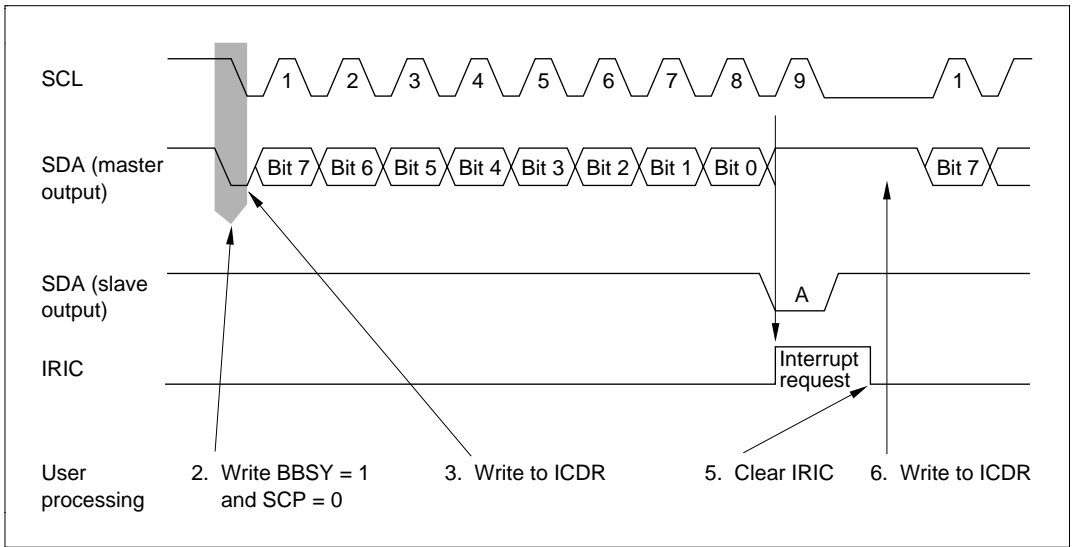 SCL
1 2 3 4 5 6 7 8 9 1
SDA (master
output)
Bit 7 Bit 6 Bit 5 Bit 4 Bit 3 Bit 2 Bit 1 Bit 0 Bit 7
SDA (slave
output)
A
IRIC
Interrupt
request
User
processing
2. Write BBSY = 1
and SCP = 0
3. Write to ICDR
5. Clear IRIC
6. Write to ICDR